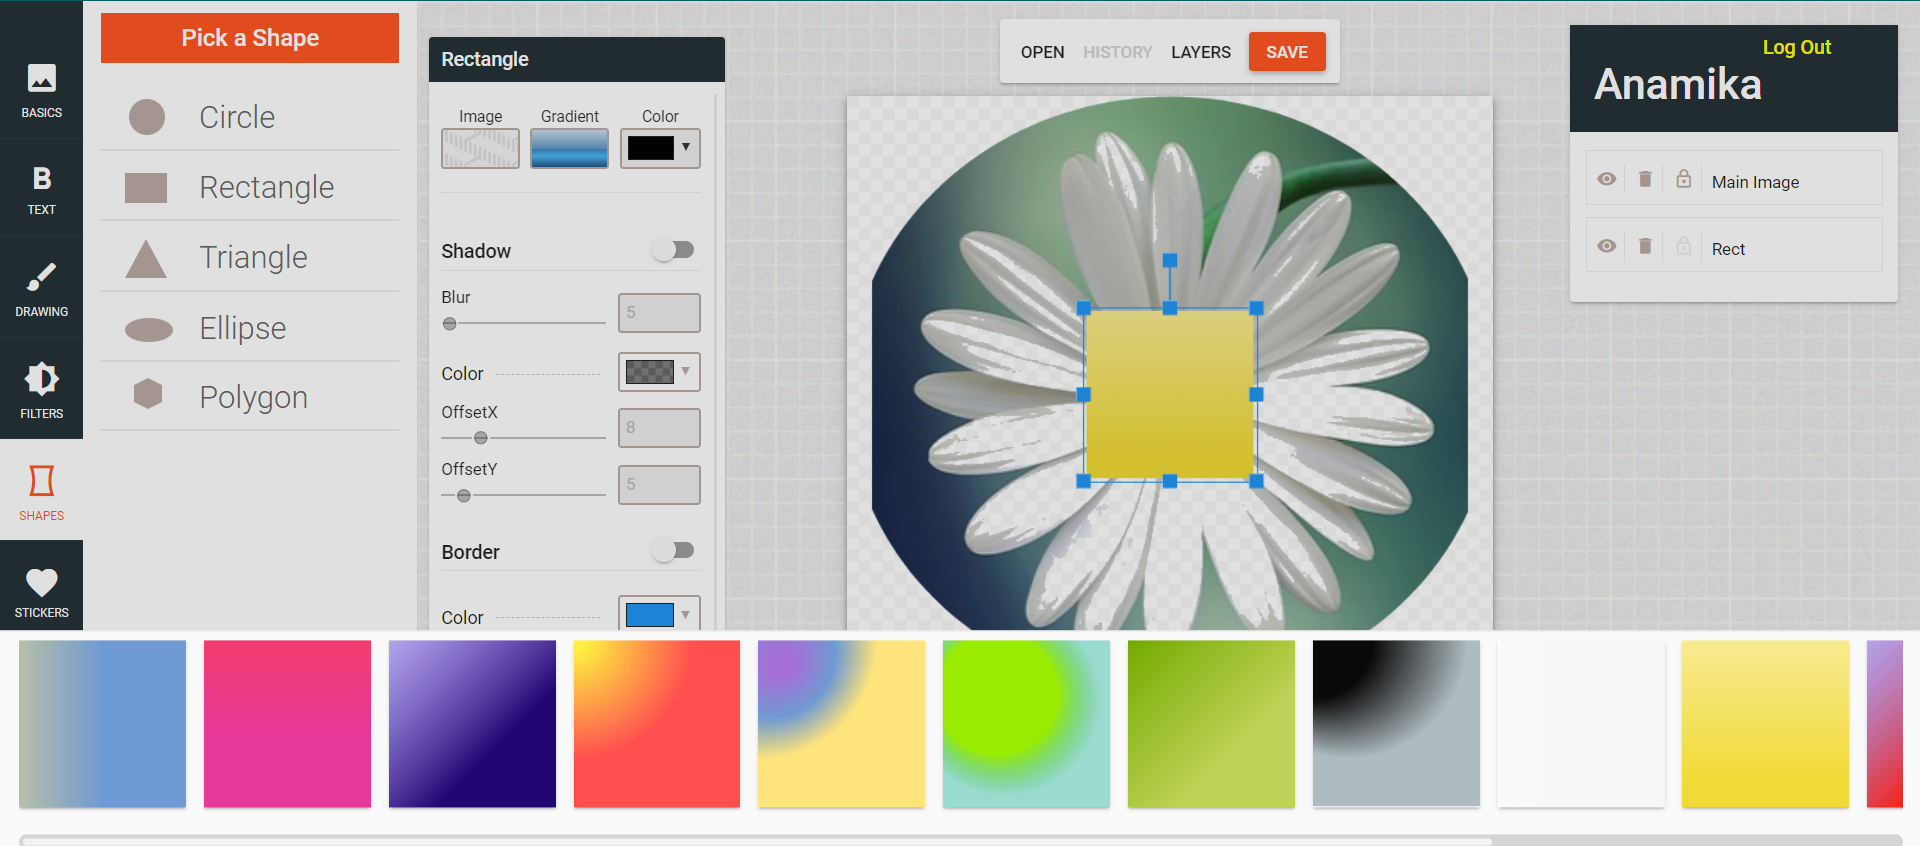 BASICS
TEXT
DRAWING
FILTERS
SHAPES
STICKERS
Pick a Shape
Circle
Rectangle
Triangle
Ellipse
Polygon
Rectangle
Image Gradient Color
Shadow
Blur
5
Color
OffsetX
8
OffsetY
5
Border
Color
OPEN HISTORY LAYERS SAVE
Log Out
Anamika
Main Image
Rect